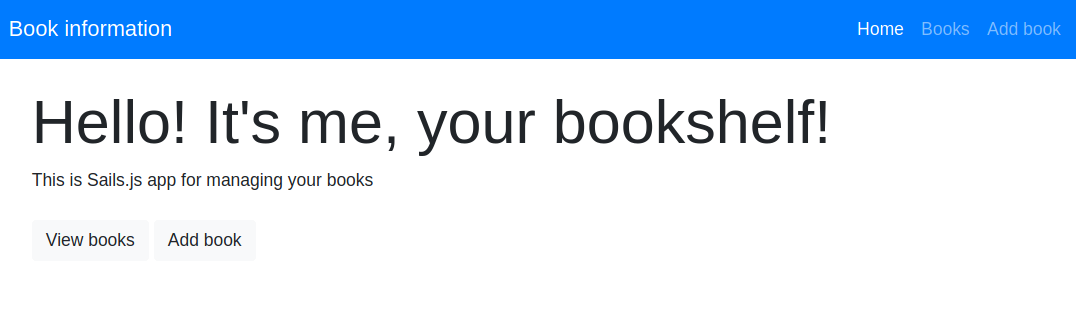 Book information Home Books Add book
Hello! It's me, your bookshelf!
This is Sails.js app for managing your books
View books Add book